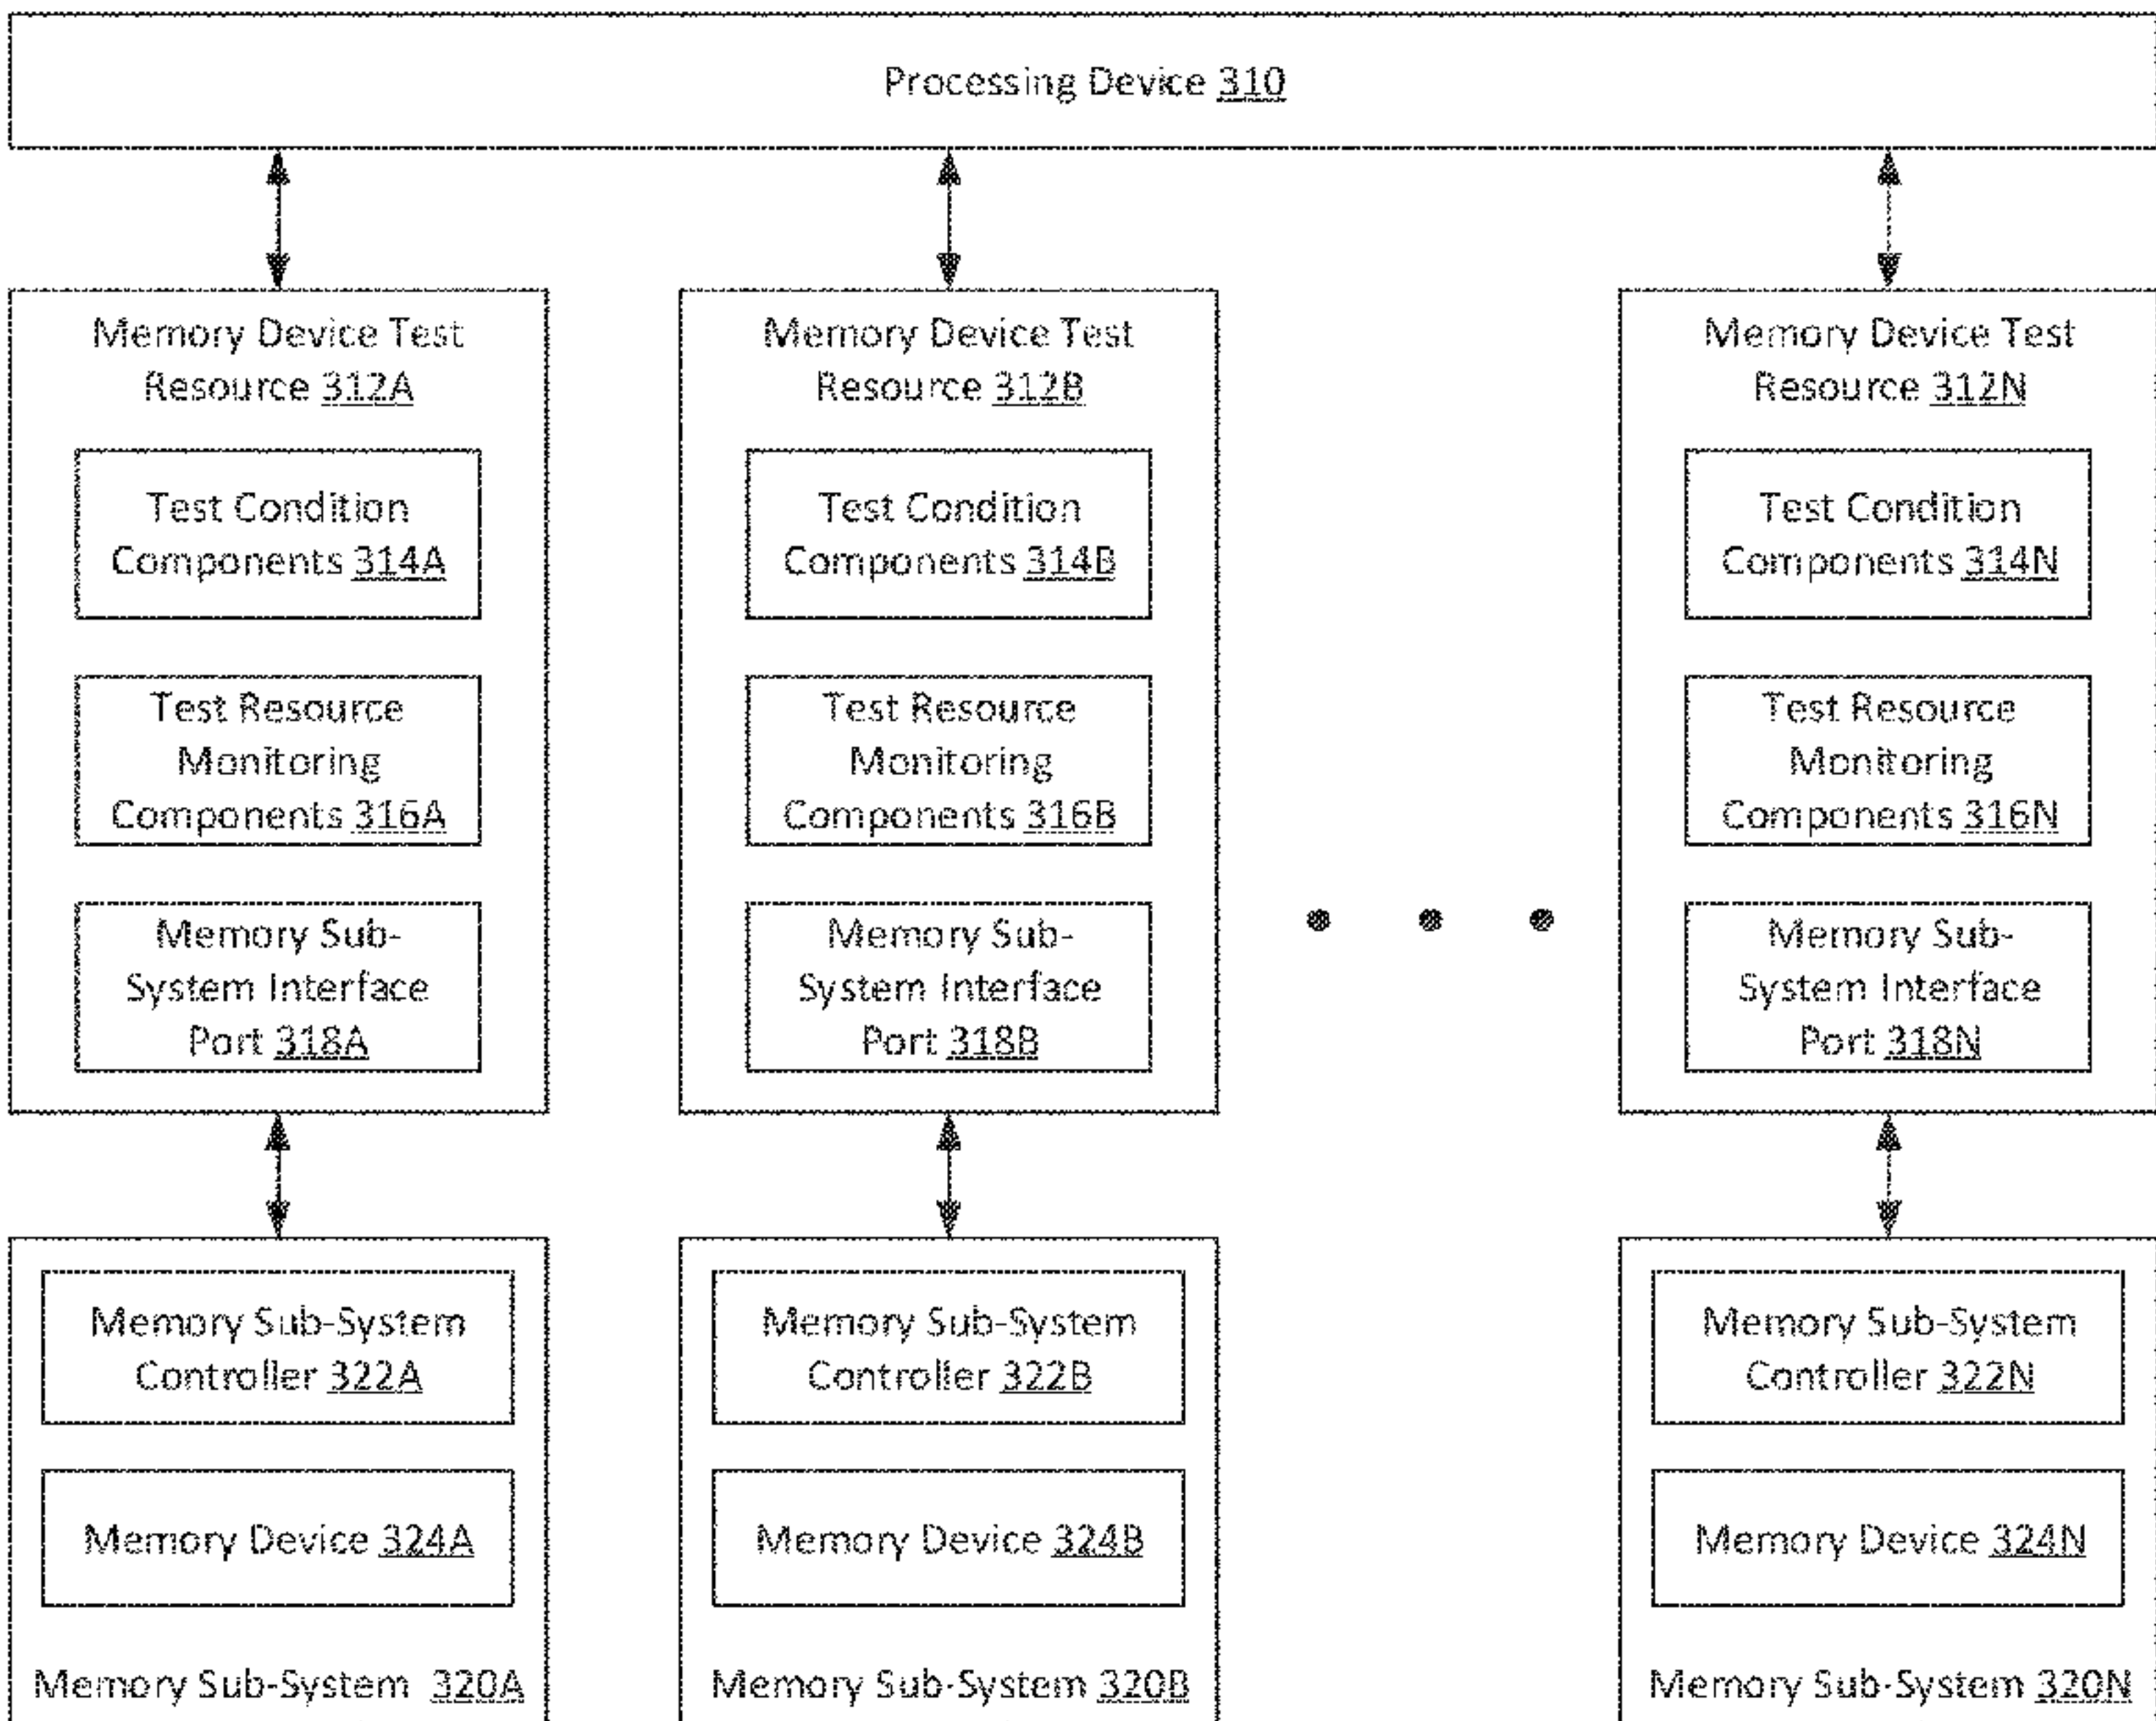 Processing Device 310
Memory Device Test
Resource 312A
Test Condition
Components 314A
Test Resource
Monitoring
Components 316A
Memory Sub-
System Interface
Port 318A
Memory Device Test
Resource 312B
Test Condition
Components 314B
Test Resource
Monitoring
Components 316B
Memory Sub-
System Interface
Port 318B
Memory Device Test
Resource 312N
Test Condition
Components 314N
Test Resource
Monitoring
Components 316N
Memory Sub-
System Interface
Port 318N
Memory Sub-System
Controller 322A
Memory Device 324A
Memory Sub-System 320A
Memory Sub-System
Controller 322B
Memory Device 324B
Memory Sub-System 320B
Memory Sub-System
Controller 322N
Memory Device 324N
Memory Sub-System 320N